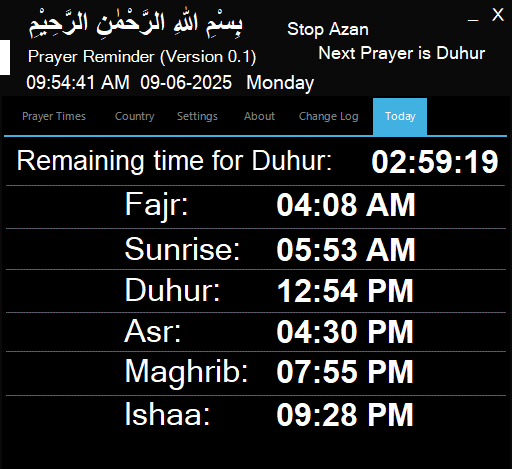 بِسْمِ اللهِ الرَّحْمٰنِ الرَّحِيْمِ
_ X
Stop Azan
Prayer Reminder (Version 0.1)
Next Prayer is Duhur
09:54:41 AM 09-06-2025 Monday
Prayer Times Country Settings About Change Log Today
Remaining time for Duhur: 02:59:19
Fajr: 04:08 AM
Sunrise: 05:53 AM
Duhur: 12:54 PM
Asr: 04:30 PM
Maghrib: 07:55 PM
Ishaa: 09:28 PM